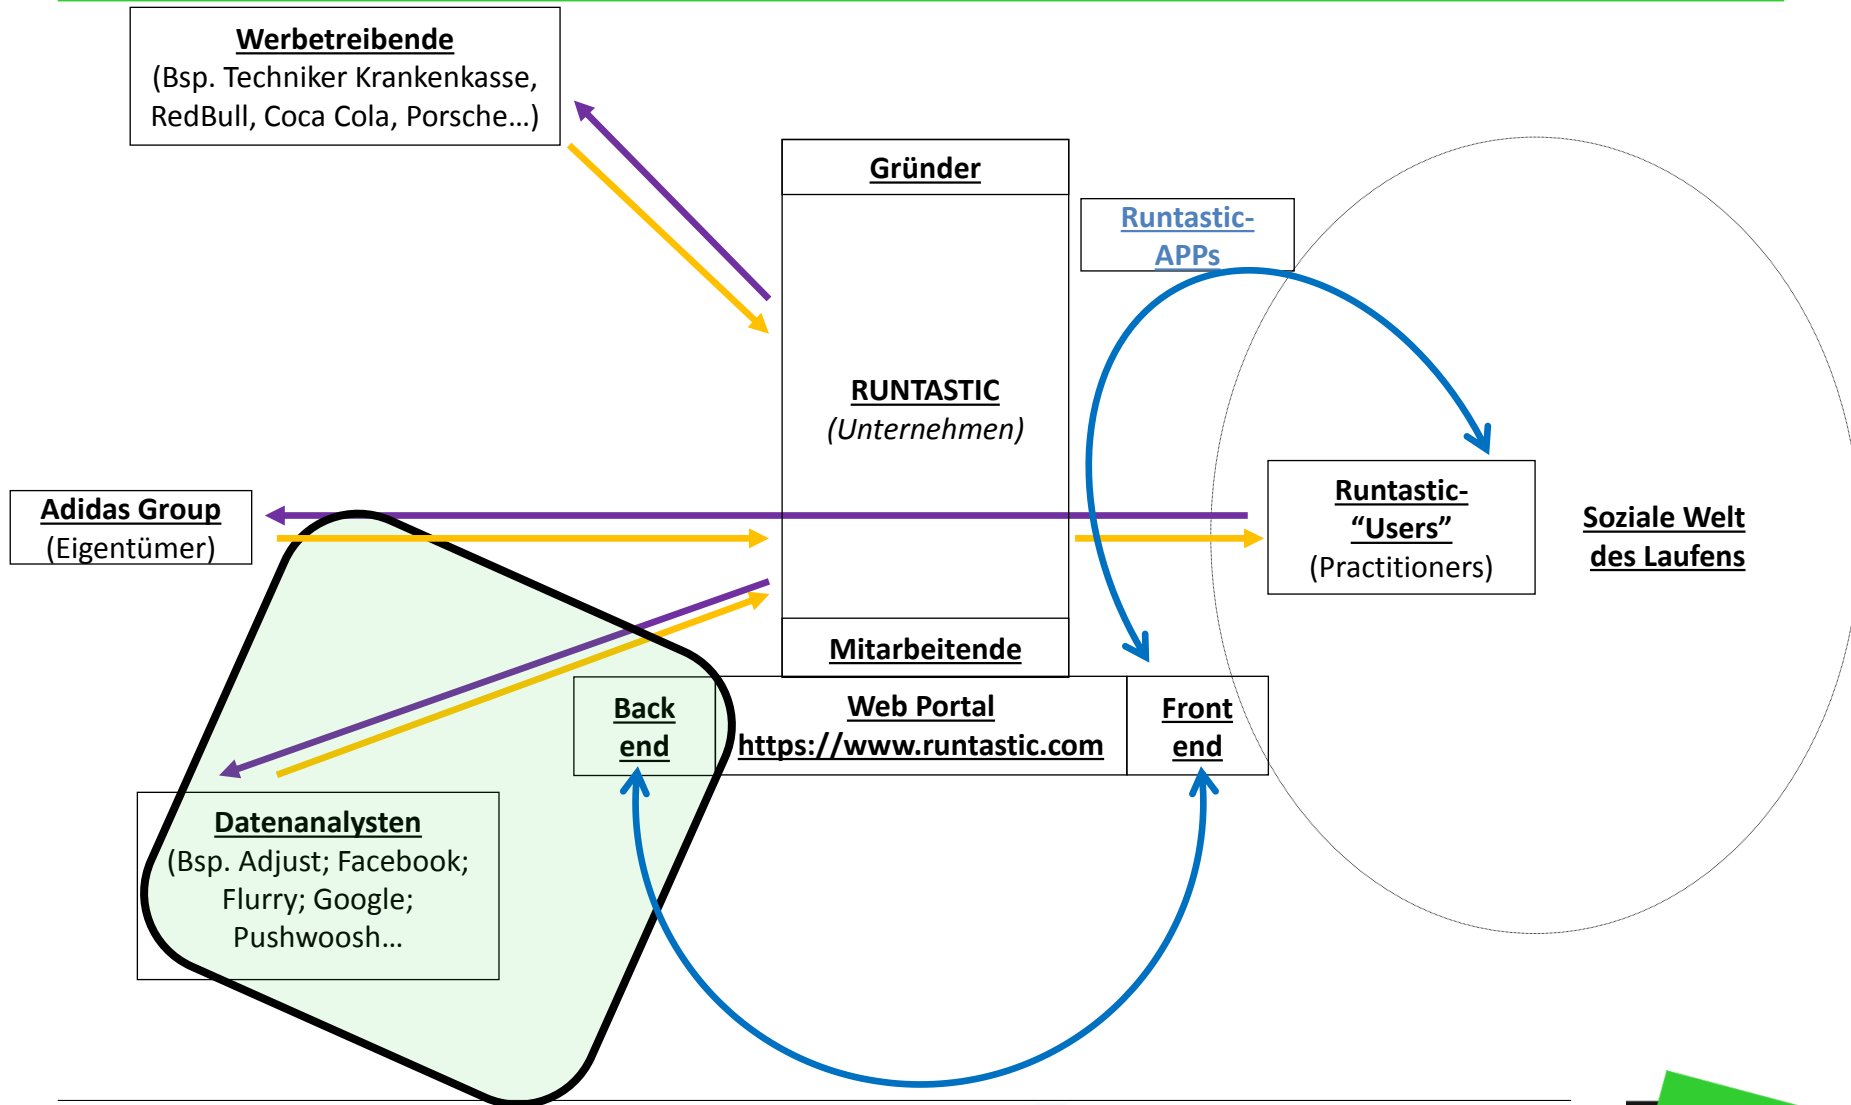 Werbetreibende
(Bsp. Techniker Krankenkasse,
RedBull, Coca Cola, Porsche…)
Gründer
Runtastic-
APPs
RUNTASTIC
(Unternehmen)
Adidas Group
(Eigentümer)
Runtastic-
“Users”
(Practitioners)
Soziale Welt
des Laufens
Mitarbeitende
Back
end
Web Portal
https://www.runtastic.com
Front
end
Datenanalysten
(Bsp. Adjust; Facebook;
Flurry; Google;
Pushwoosh…